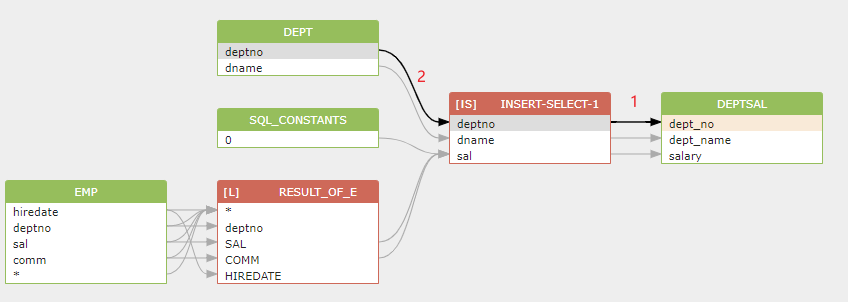 DEPT
deptno
dname
2
SQL_CONSTANTS
0
[IS] INSERT-SELECT-1
deptno
dname
sal
1
DEPTSAL
dept_no
dept_name
salary
EMP
hiredate
deptno
sal
comm
*
[L] RESULT_OF_E
*
deptno
SAL
COMM
HIREDATE